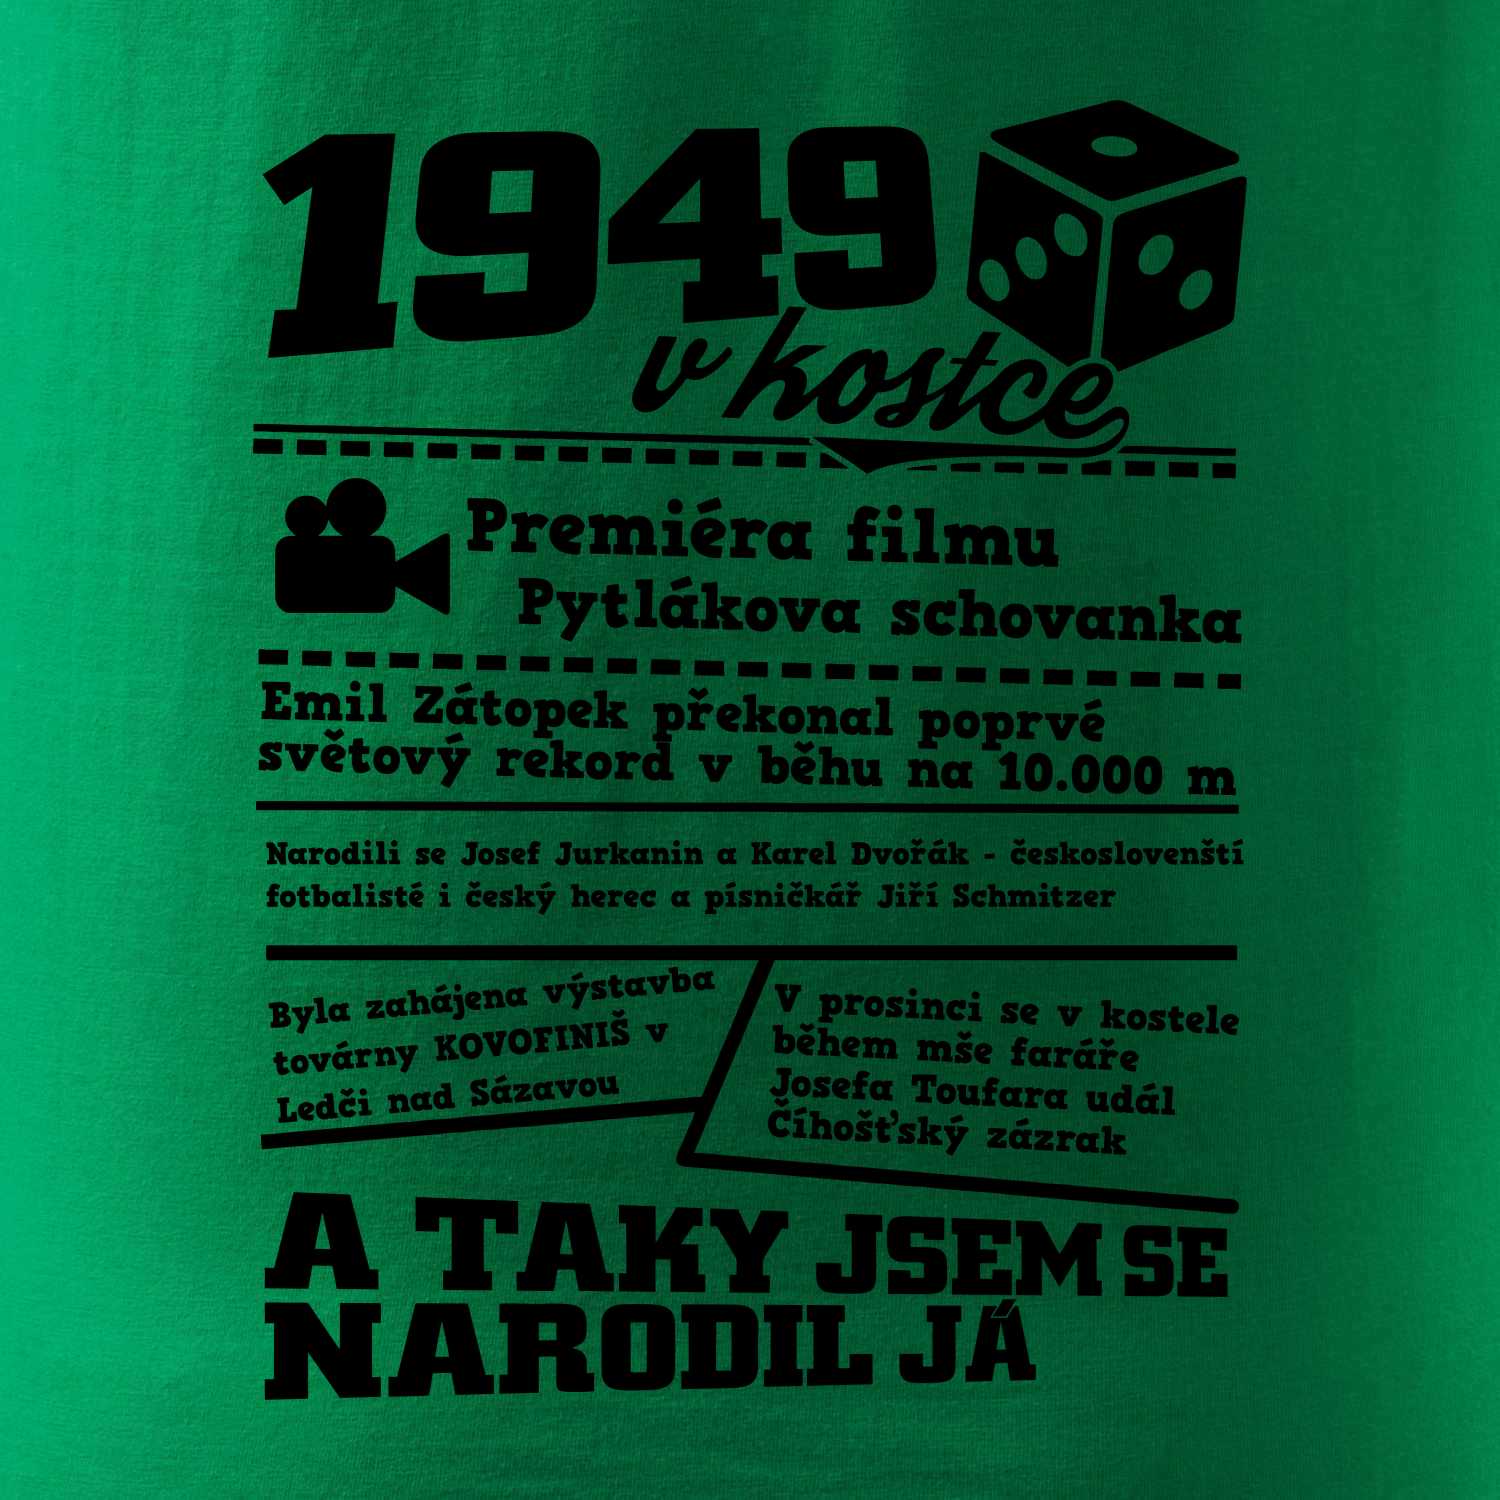 1949
v kostce
Premiéra filmu
Pytlákova schovanka
Emil Zátopek překonal poprvé
světový rekord v běhu na 10.000 m
Narodili se Josef Jurkanin a Karel Dvořák - českoslovenští
fotbalisté i český herec a písničkář Jiří Schmitzer
Byla zahájena výstavba
továrny KOVOFINIŠ v
Ledči nad Sázavou
V prosinci se v kostele
během mše faráře
Josefa Toufara udál
Číhošťský zázrak
A TAKY JSEM SE
NARODIL JÁ